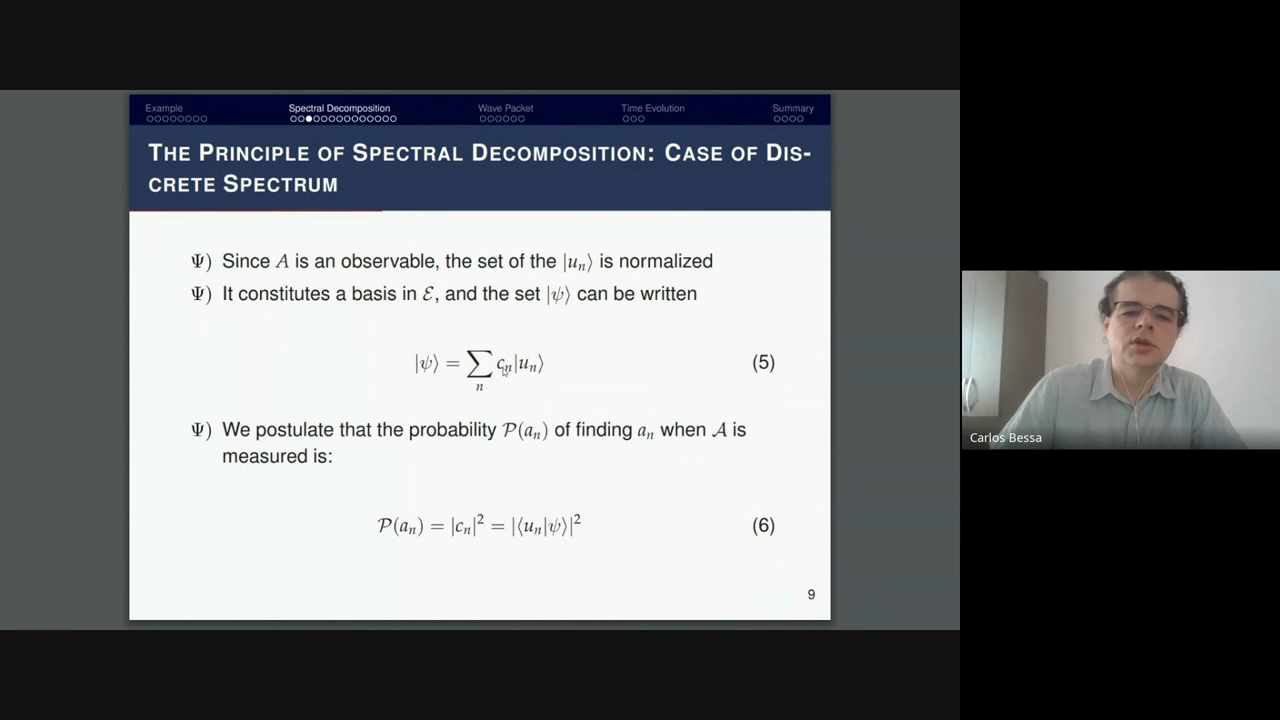 Example Spectral Decomposition Wave Packet Time Evolution Summary
THE PRINCIPLE OF SPECTRAL DECOMPOSITION: CASE OF DIS-
CRETE SPECTRUM
Ψ) Since A is an observable, the set of the |uₙ⟩ is normalized
Ψ) It constitutes a basis in ℰ, and the set |ψ⟩ can be written
|ψ⟩ = ∑ₙ cₙ|uₙ⟩ (5)
Ψ) We postulate that the probability 𝒫(aₙ) of finding aₙ when 𝒜 is
measured is:
𝒫(aₙ) = |cₙ|² = |⟨uₙ|ψ⟩|² (6)
9
Carlos Bessa